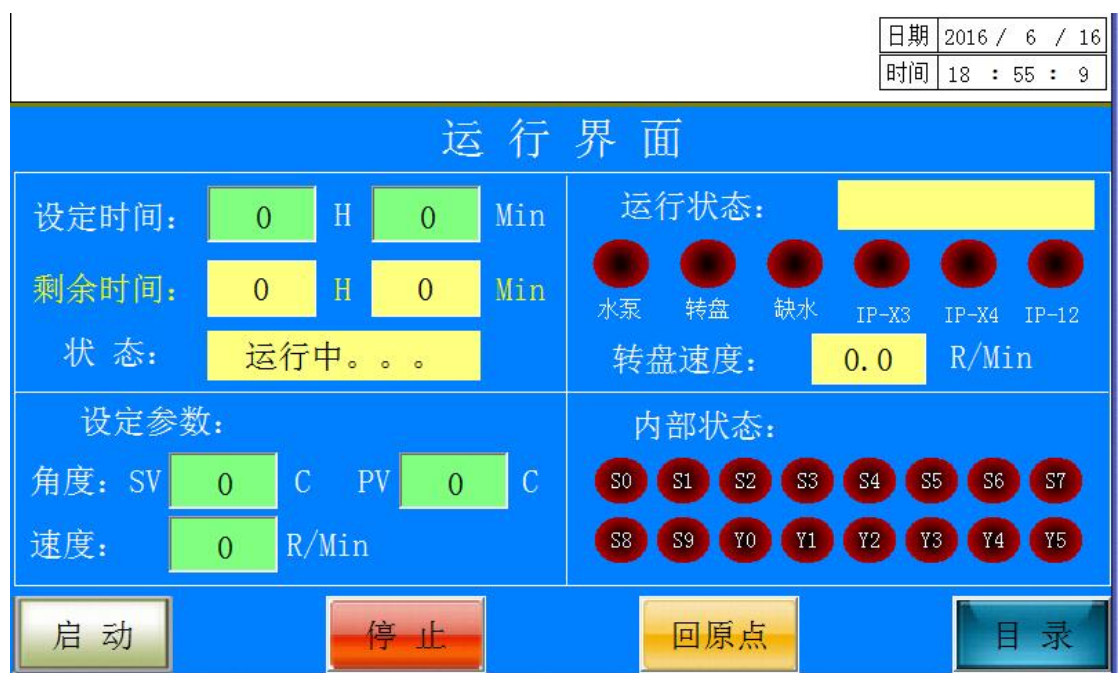 日期 2016 / 6 / 16
时间 18 : 55 : 9
运 行 界 面
设定时间: 0 H 0 Min
剩余时间: 0 H 0 Min
状 态: 运行中。。。
运行状态:
水泵 转盘 缺水 IP-X3 IP-X4 IP-12
转盘速度: 0.0 R/Min
设定参数:
角度: SV 0 C PV 0 C
速度: 0 R/Min
内部状态:
S0 S1 S2 S3 S4 S5 S6 S7
S8 S9 Y0 Y1 Y2 Y3 Y4 Y5
启 动 停 止 回原点 目 录